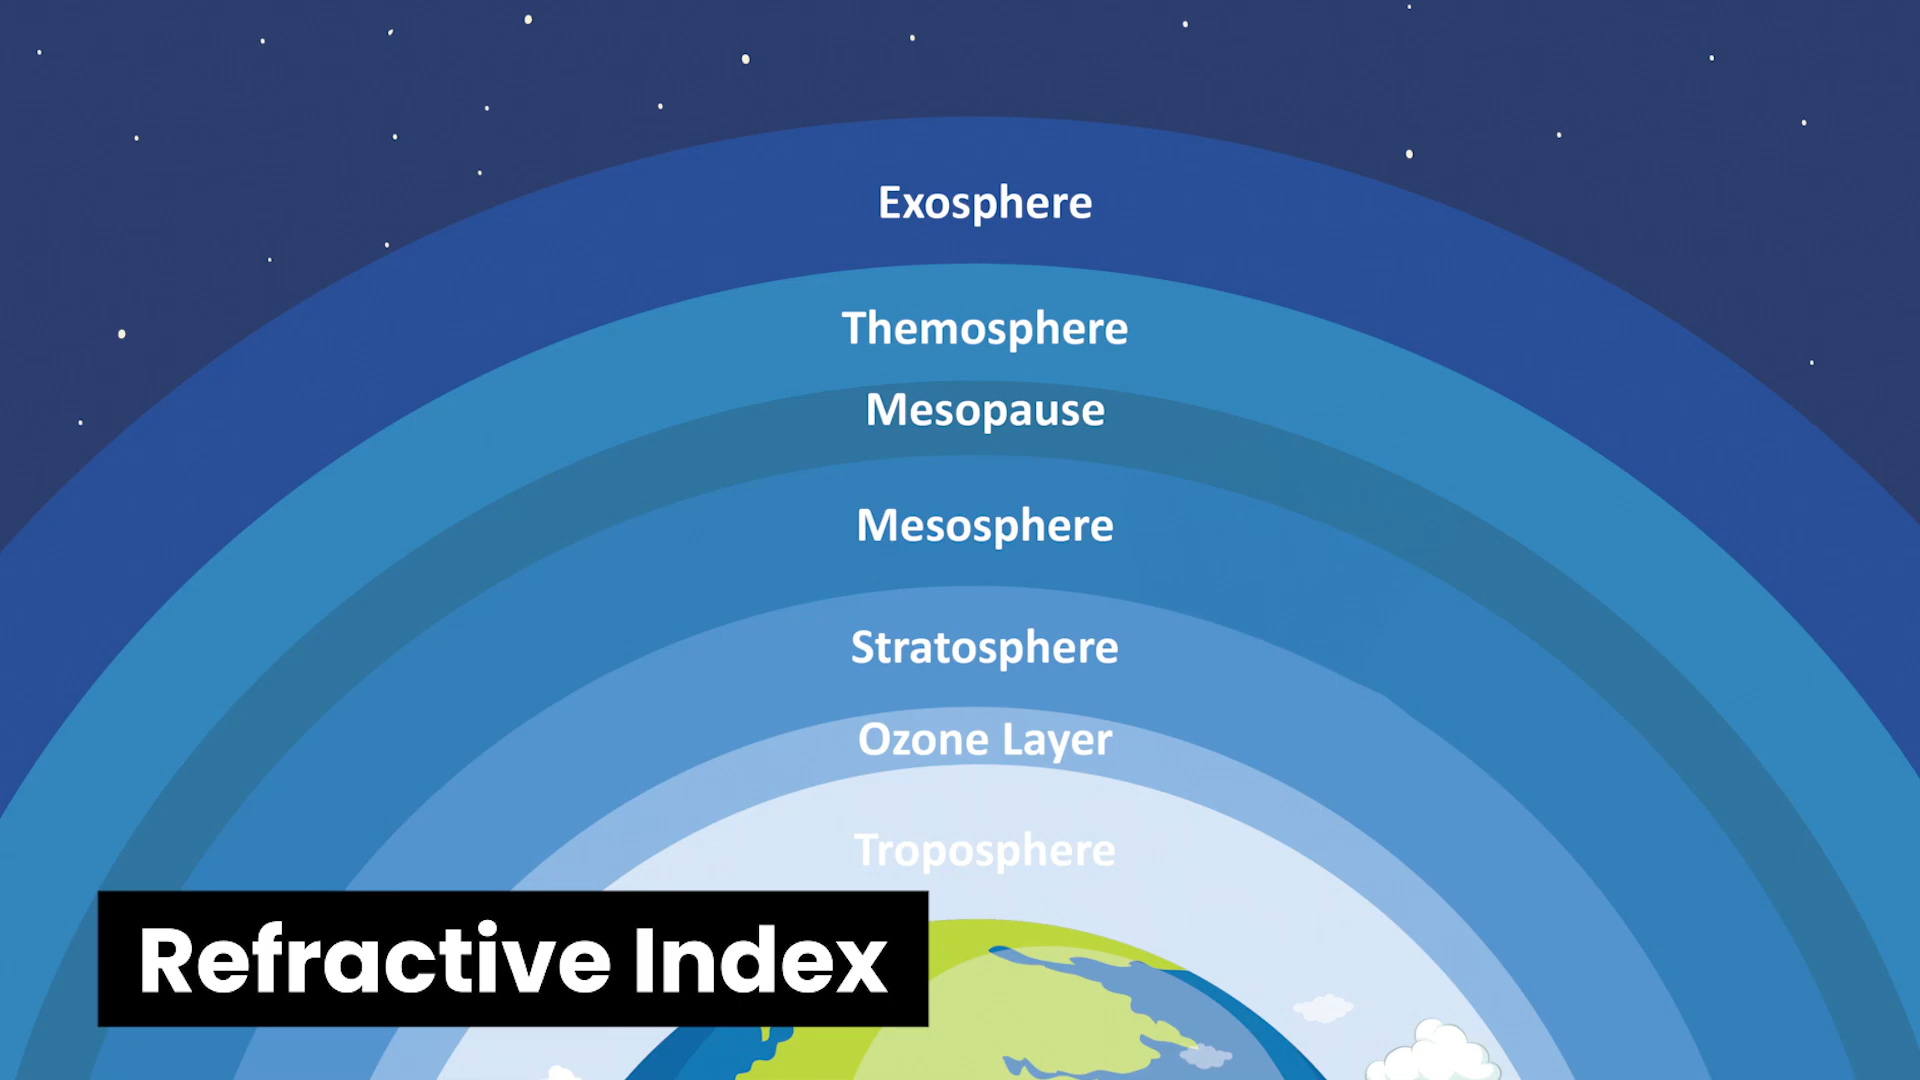 Exosphere
Themosphere
Mesopause
Mesosphere
Stratosphere
Ozone Layer
Troposphere
Refractive Index